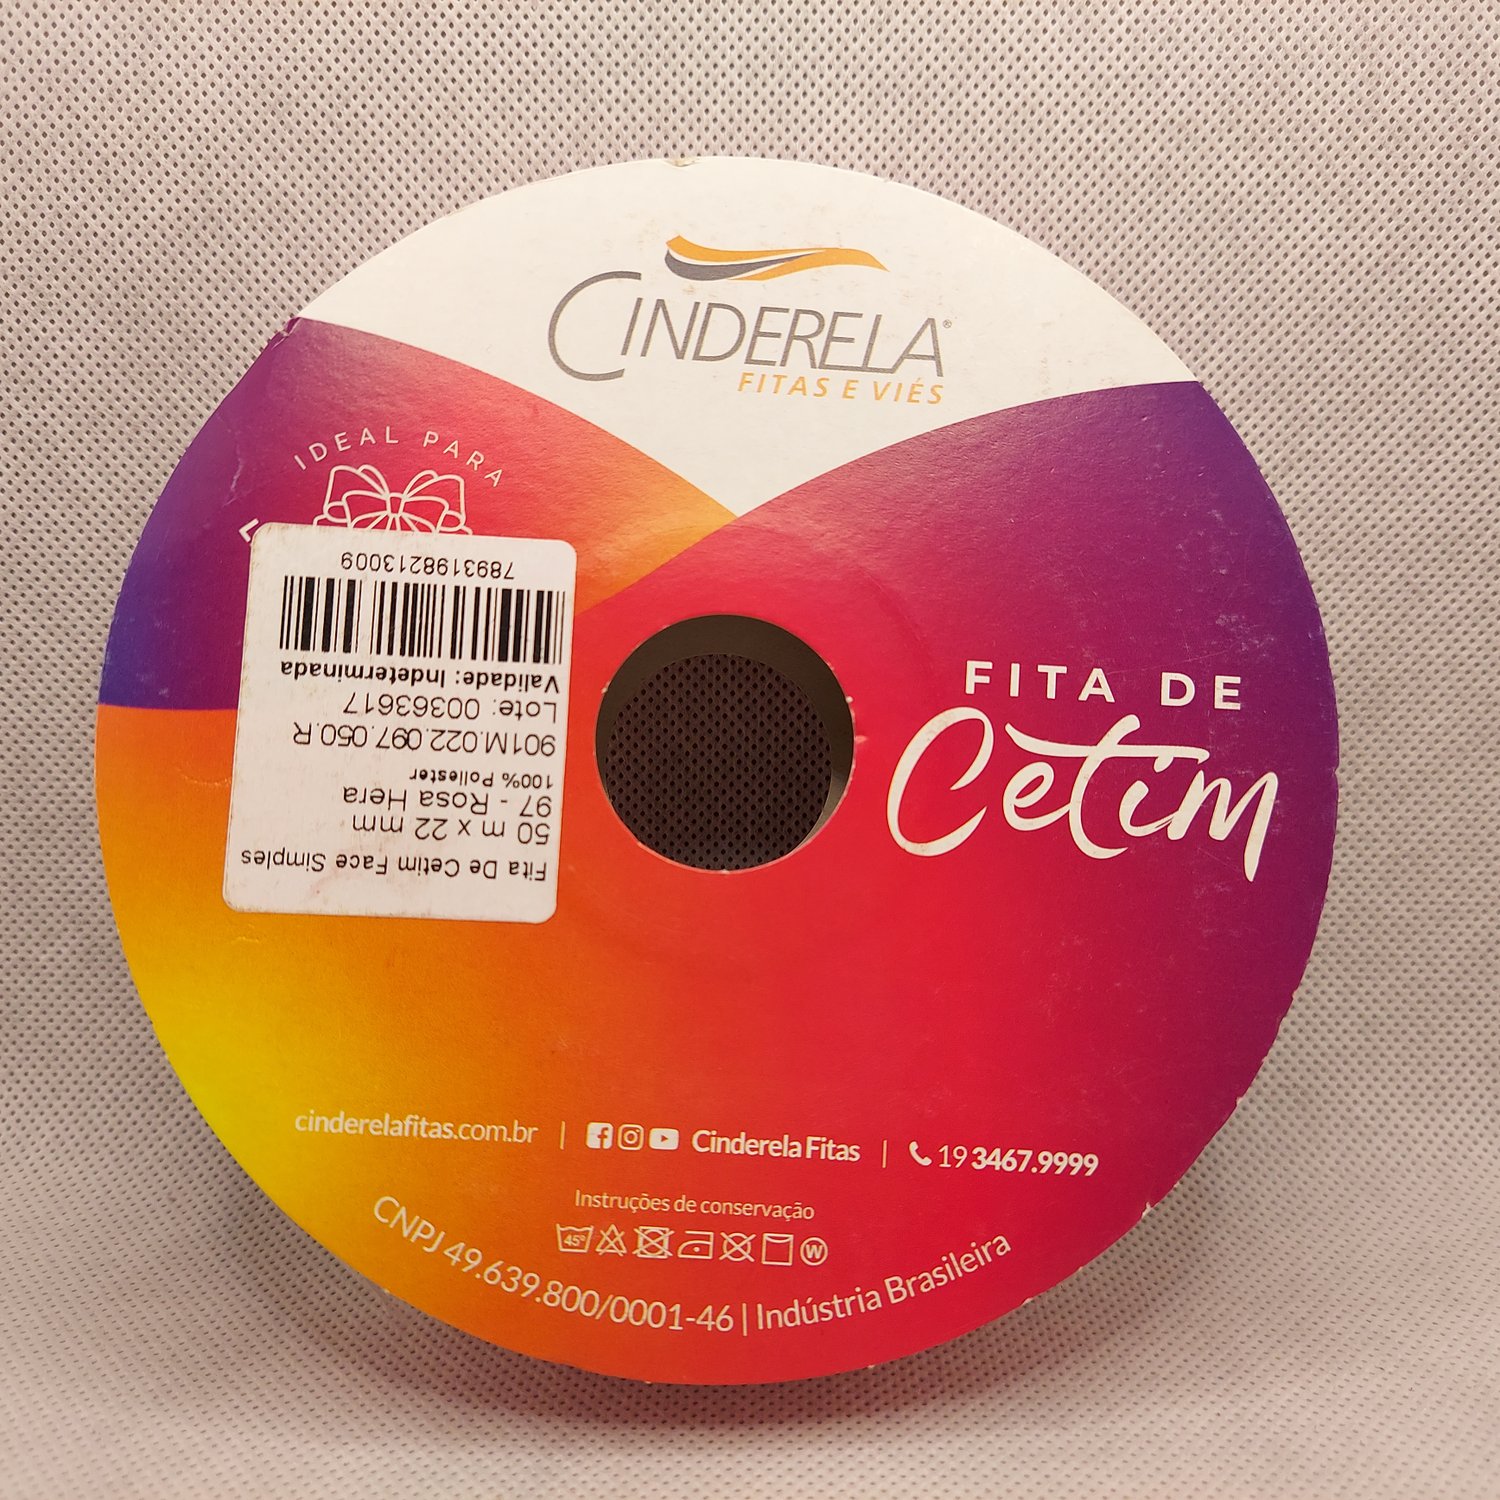 CINDERELA®
FITAS E VIÉS
IDEAL PARA
FITA DE
Cetim
Fita De Cetim Face Simples
50 m x 22 mm
97 - Rosa Hera
100% Poliester
901M.022.097.050.R
Lote: 00363617
Validade: Indeterminada
7893198213009
cinderelafitas.com.br | Cinderela Fitas | 19 3467.9999
Instruções de conservação
45° W
CNPJ 49.639.800/0001-46 | Indústria Brasileira